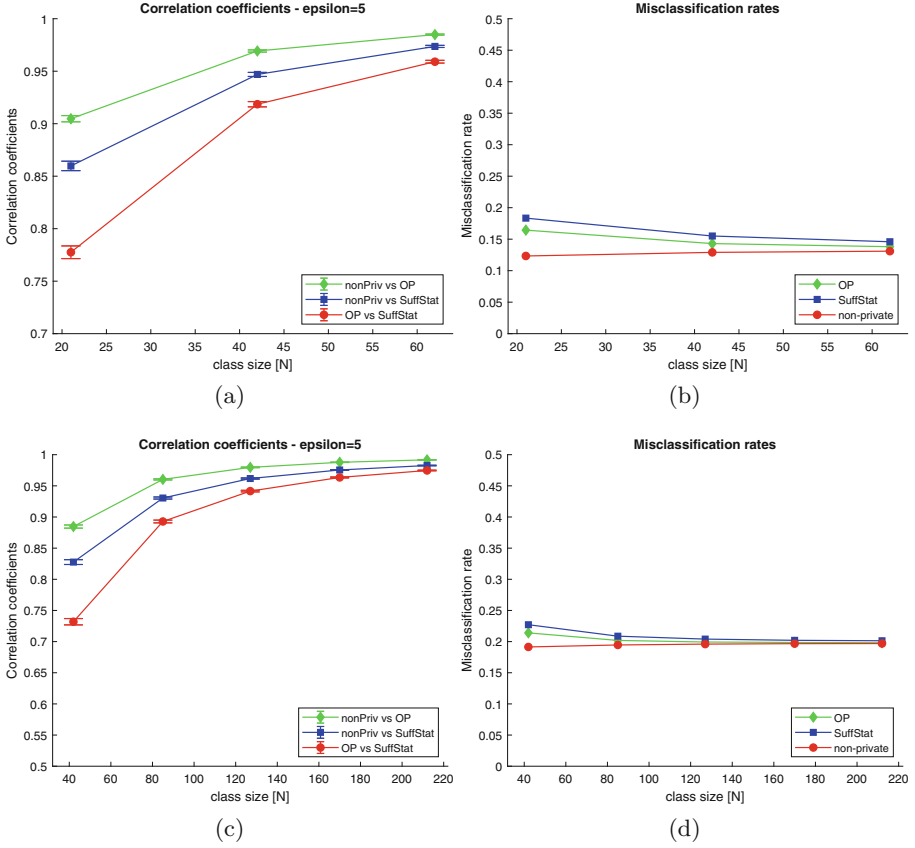 Correlation coefficients - epsilon=5
1
0.95
0.9
0.85
0.8
0.75
0.7
Correlation coefficients
20 25 30 35 40 45 50 55 60
class size [N]
nonPriv vs OP
nonPriv vs SuffStat
OP vs SuffStat
(a)
Misclassification rates
0.5
0.45
0.4
0.35
0.3
0.25
0.2
0.15
0.1
0.05
0
Misclassification rate
20 25 30 35 40 45 50 55 60
class size [N]
OP
SuffStat
non-private
(b)
Correlation coefficients - epsilon=5
1
0.95
0.9
0.85
0.8
0.75
0.7
0.65
0.6
0.55
0.5
Correlation coefficients
40 60 80 100 120 140 160 180 200 220
class size [N]
nonPriv vs OP
nonPriv vs SuffStat
OP vs SuffStat
(c)
Misclassification rates
0.5
0.45
0.4
0.35
0.3
0.25
0.2
0.15
0.1
0.05
0
Misclassification rate
40 60 80 100 120 140 160 180 200 220
class size [N]
OP
SuffStat
non-private
(d)